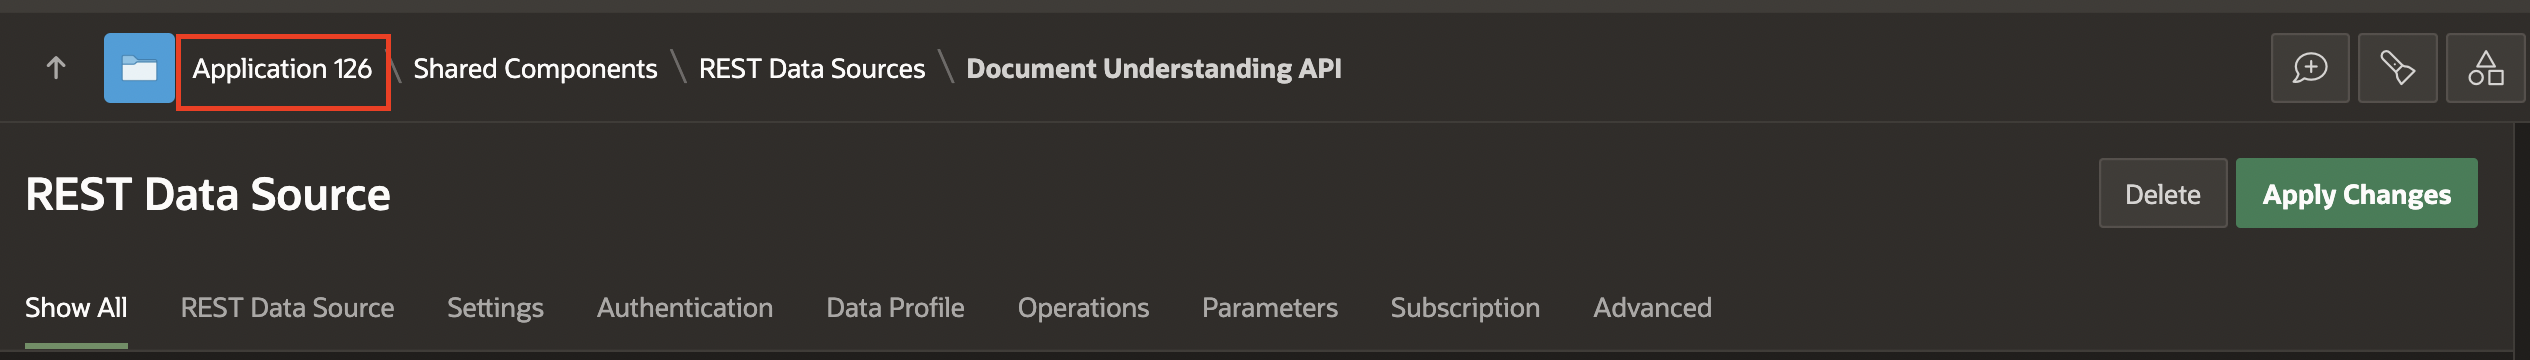 Application 126 \ Shared Components \ REST Data Sources \ Document Understanding API
REST Data Source
Delete
Apply Changes
Show All
REST Data Source
Settings
Authentication
Data Profile
Operations
Parameters
Subscription
Advanced